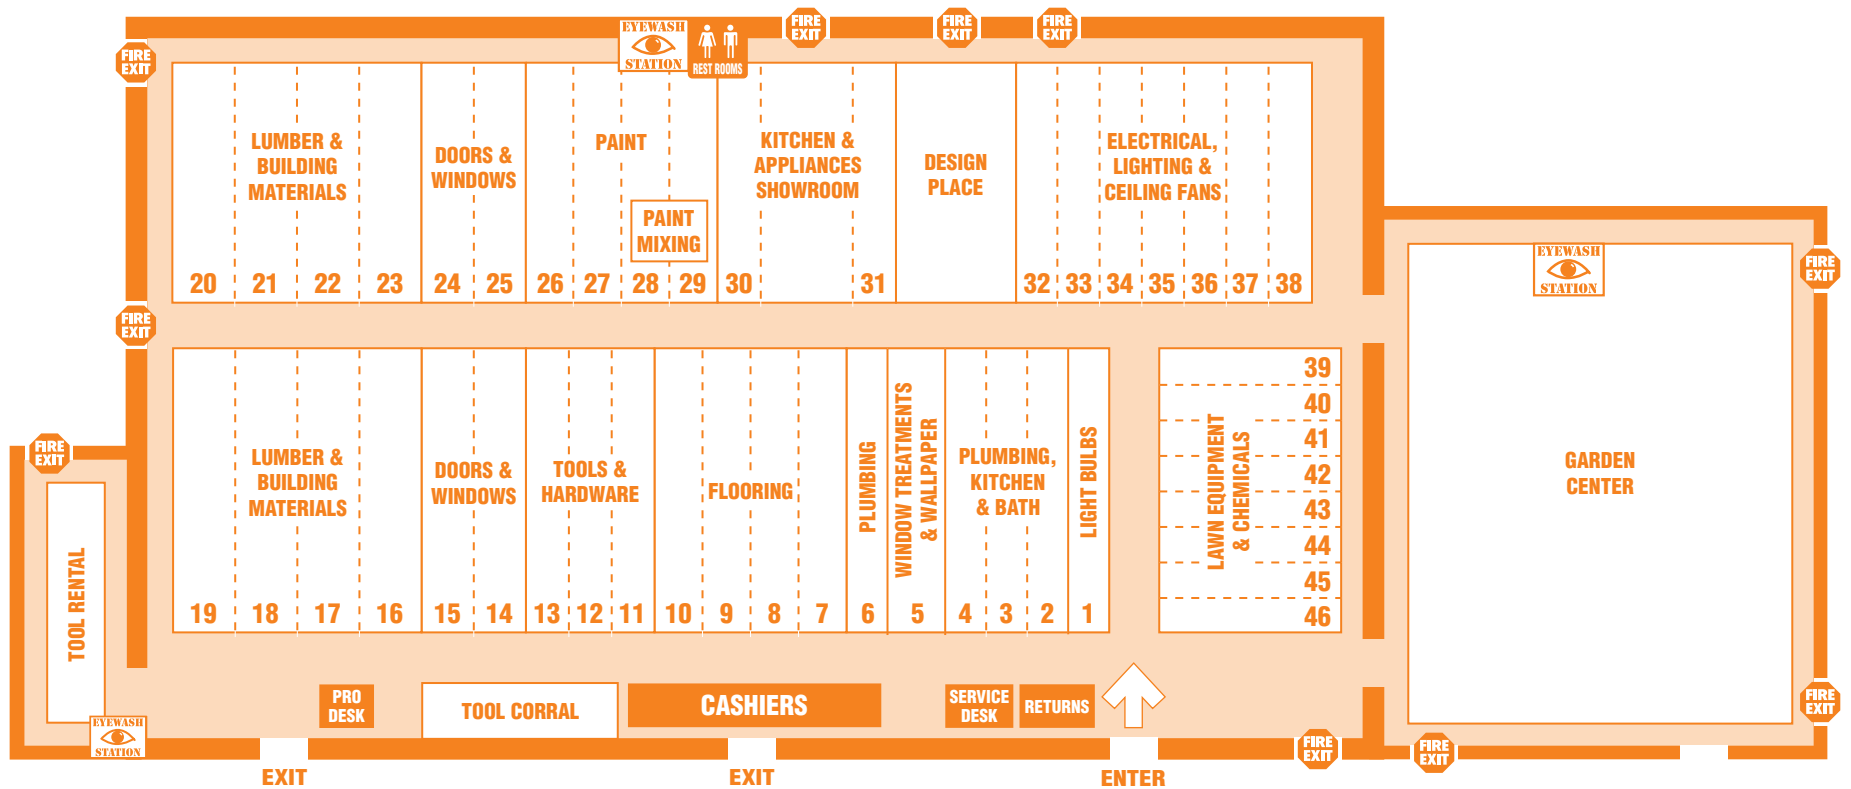 EYEWASH
STATION
REST ROOMS
FIRE
EXIT
FIRE
EXIT
FIRE
EXIT
FIRE
EXIT
LUMBER &
BUILDING
MATERIALS
DOORS &
WINDOWS
PAINT
PAINT
MIXING
KITCHEN &
APPLIANCES
SHOWROOM
DESIGN
PLACE
ELECTRICAL,
LIGHTING &
CEILING FANS
20 21 22 23 24 25 26 27 28 29 30 31 32 33 34 35 36 37 38
EYEWASH
STATION
FIRE
EXIT
FIRE
EXIT
LUMBER &
BUILDING
MATERIALS
DOORS &
WINDOWS
TOOLS &
HARDWARE
FLOORING
PLUMBING
WINDOW TREATMENTS
& WALLPAPER
PLUMBING,
KITCHEN
& BATH
LIGHT BULBS
19 18 17 16 15 14 13 12 11 10 9 8 7 6 5 4 3 2 1
LAWN EQUIPMENT
& CHEMICALS
39
40
41
42
43
44
45
46
GARDEN
CENTER
FIRE
EXIT
TOOL RENTAL
EYEWASH
STATION
PRO
DESK
TOOL CORRAL
CASHIERS
SERVICE
DESK
RETURNS
FIRE
EXIT
FIRE
EXIT
FIRE
EXIT
EXIT
EXIT
ENTER